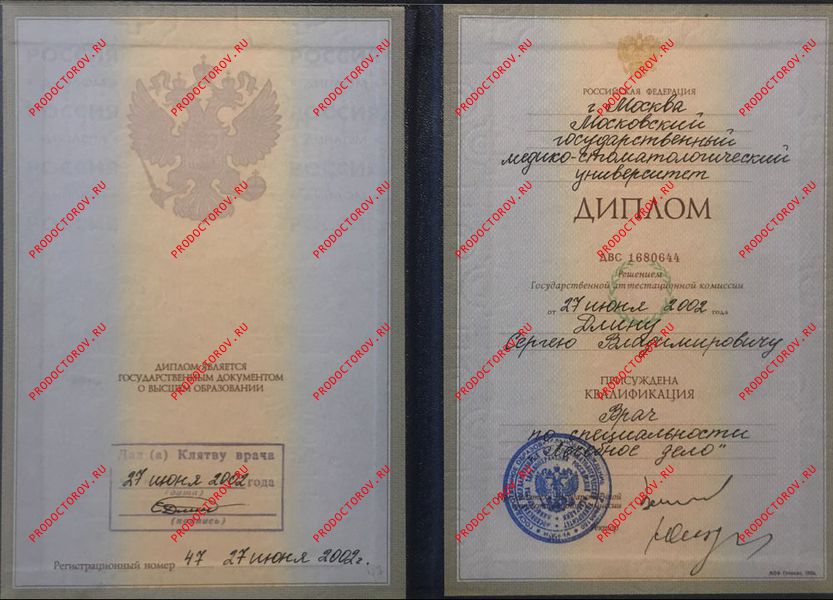 ДИПЛОМ ЯВЛЯЕТСЯ
ГОСУДАРСТВЕННЫМ ДОКУМЕНТОМ
О ВЫСШЕМ ОБРАЗОВАНИИ
Дал (а) Клятву врача
27 июня 2002 года
(дата)
(подпись)
Регистрационный номер 47 27 июня 2002 г.
РОССИЙСКАЯ ФЕДЕРАЦИЯ
г. Москва
Московский
государственный
медико-стоматологический
университет
ДИПЛОМ
ДВС 1680644
Решением
Государственной аттестационной комиссии
от 27 июня 2002 года
Длину
Сергею Владимировичу
ПРИСУЖДЕНА
КВАЛИФИКАЦИЯ
Врач
по специальности
"Лечебное дело"
PRODOCTOROV.RU